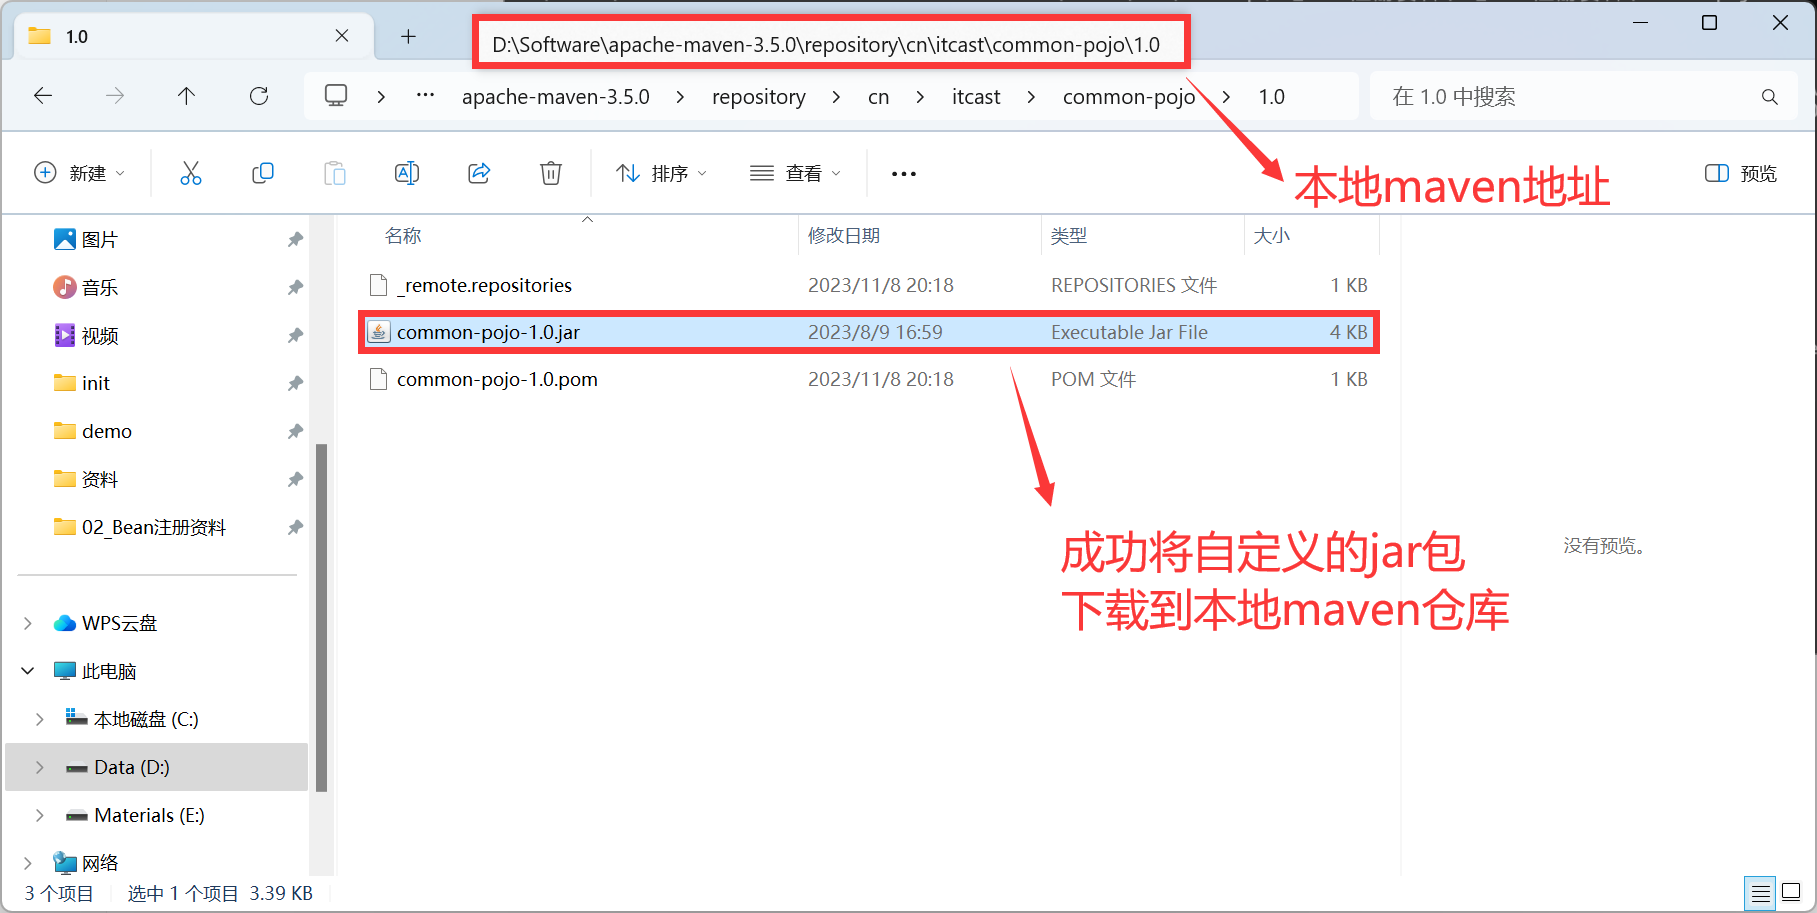 1.0
D:\Software\apache-maven-3.5.0\repository\cn\itcast\common-pojo\1.0
… apache-maven-3.5.0 repository cn itcast common-pojo 1.0
在 1.0 中搜索
新建
排序
查看
预览
本地maven地址
名称 修改日期 类型 大小
_remote.repositories 2023/11/8 20:18 REPOSITORIES 文件 1 KB
common-pojo-1.0.jar 2023/8/9 16:59 Executable Jar File 4 KB
common-pojo-1.0.pom 2023/11/8 20:18 POM 文件 1 KB
成功将自定义的jar包
下载到本地maven仓库
没有预览。
图片
音乐
视频
init
demo
资料
02_Bean注册资料
WPS云盘
此电脑
本地磁盘 (C:)
Data (D:)
Materials (E:)
网络
3 个项目 选中 1 个项目 3.39 KB